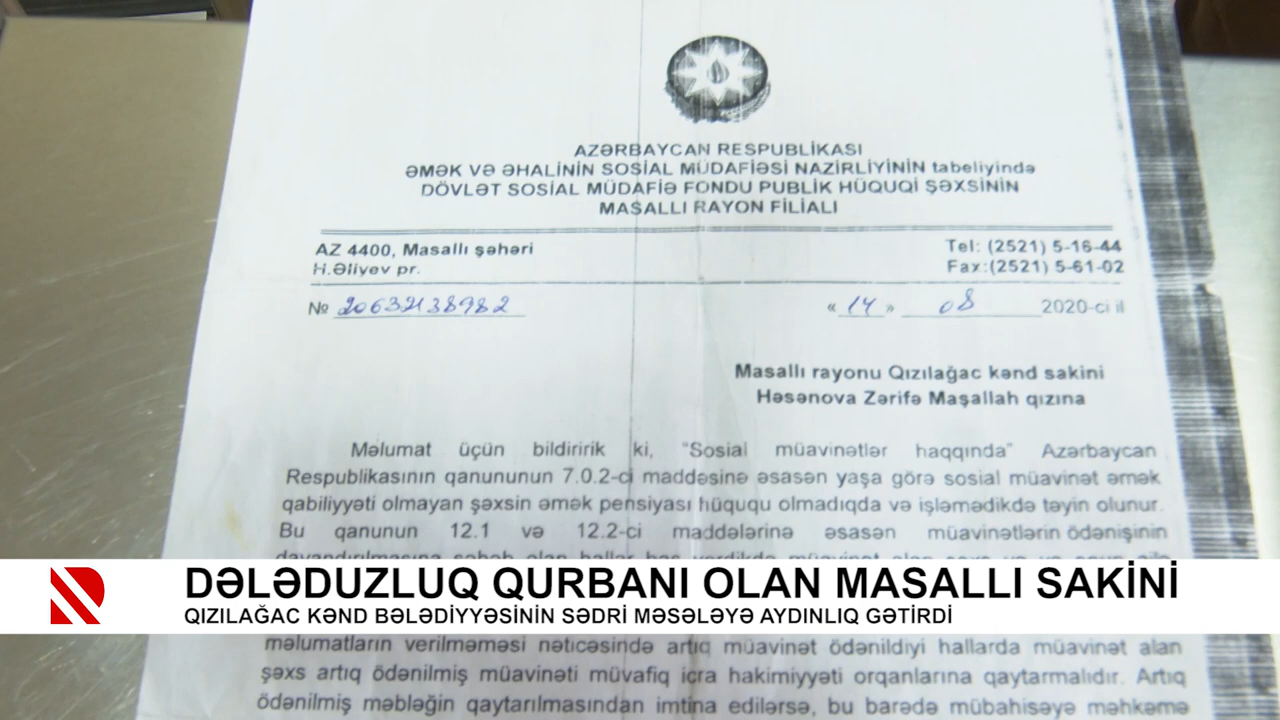 AZƏRBAYCAN RESPUBLİKASI
ƏMƏK VƏ ƏHALİNİN SOSİAL MÜDAFİƏSİ NAZİRLİYİNİN tabeliyində
DÖVLƏT SOSİAL MÜDAFİƏ FONDU PUBLİK HÜQUQİ ŞƏXSİNİN
MASALLI RAYON FİLİALI
AZ 4400, Masallı şəhəri
Tel: (2521) 5-16-44
H.Əliyev pr.
Fax:(2521) 5-61-02
№ 20632138982 « 14 » 08 2020-ci il
Masallı rayonu Qızılağac kənd sakini
Həsənova Zərifə Maşallah qızına
Məlumat üçün bildiririk ki, "Sosial müavinətlər haqqında" Azərbaycan
Respublikasının qanununun 7.0.2-ci maddəsinə əsasən yaşa görə sosial müavinət əmək
qabiliyyəti olmayan şəxsin əmək pensiyası hüququ olmadıqda və işləmədikdə təyin olunur.
Bu qanunun 12.1 və 12.2-ci maddələrinə əsasən müavinətlərin ödənişinin
DƏLƏDUZLUQ QURBANI OLAN MASALLI SAKİNİ
QIZILAĞAC KƏND BƏLƏDİYYƏSİNİN SƏDRİ MƏSƏLƏYƏ AYDINLIQ GƏTİRDİ
məlumatların verilməməsi nəticəsində artıq müavinət ödənildiyi hallarda müavinət alan
şəxs artıq ödənilmiş müavinəti müvafiq icra hakimiyyəti orqanlarına qaytarmalıdır. Artıq
ödənilmiş məbləğin qaytarılmasından imtina edilərsə, bu barədə mübahisəyə məhkəmə